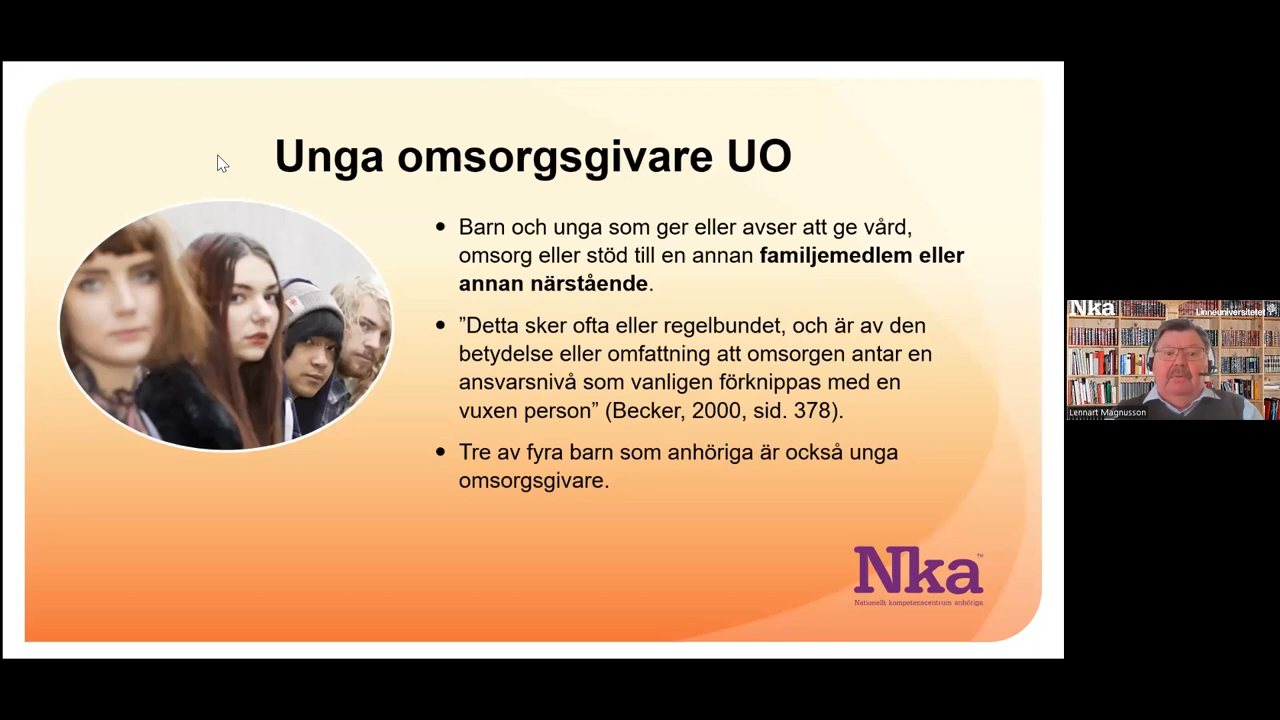 Unga omsorgsgivare UO
• Barn och unga som ger eller avser att ge vård,
omsorg eller stöd till en annan familjemedlem eller
annan närstående.
• ”Detta sker ofta eller regelbundet, och är av den
betydelse eller omfattning att omsorgen antar en
ansvarsnivå som vanligen förknippas med en
vuxen person” (Becker, 2000, sid. 378).
• Tre av fyra barn som anhöriga är också unga
omsorgsgivare.
Nka™
Nationellt kompetenscentrum anhöriga
Nka
Linnéuniversitetet
Lennart Magnusson